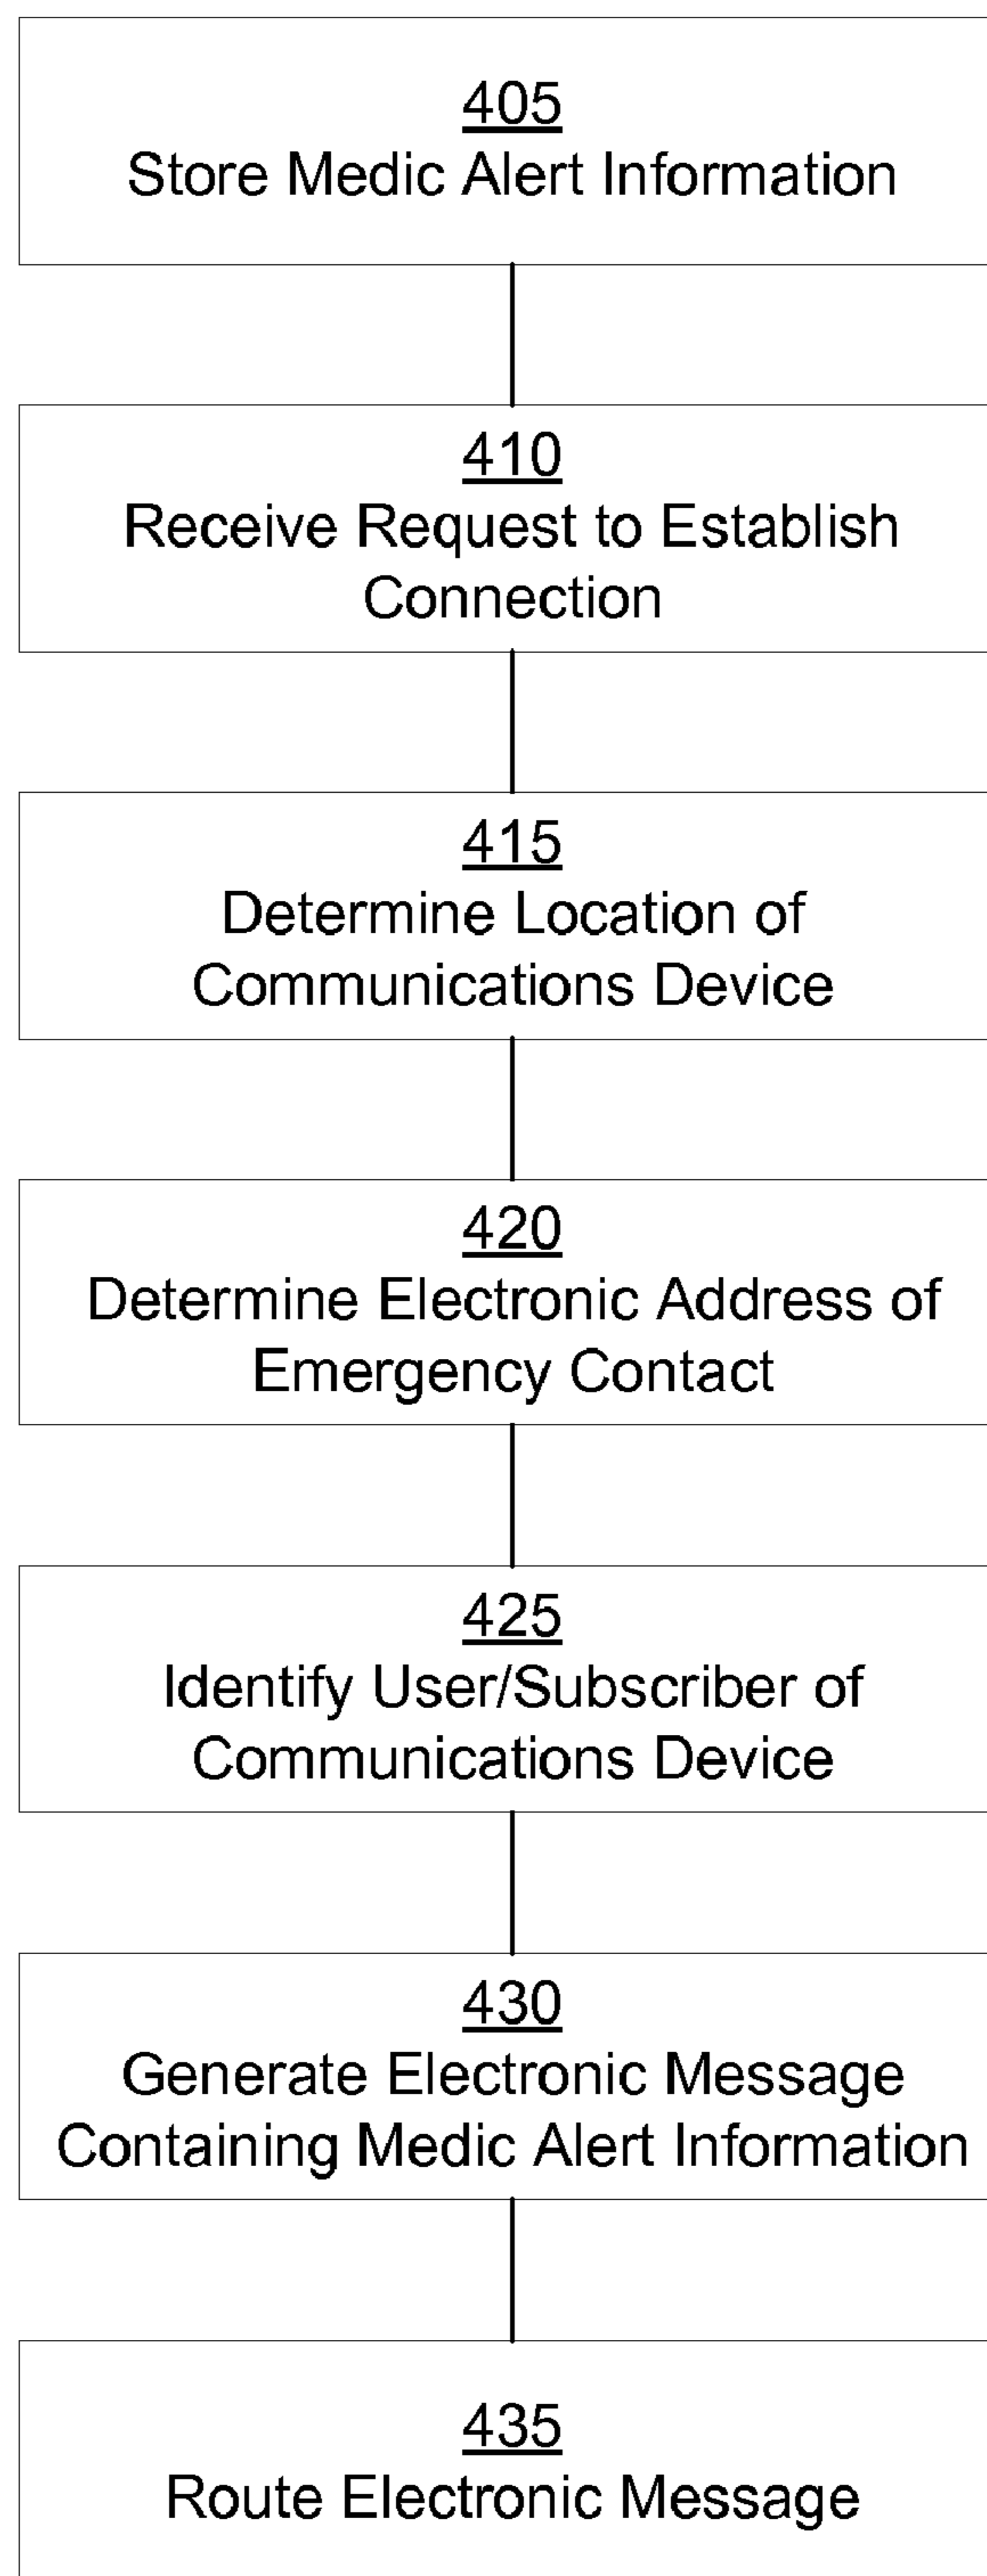 405
Store Medic Alert Information
410
Receive Request to Establish
Connection
415
Determine Location of
Communications Device
420
Determine Electronic Address of
Emergency Contact
425
Identify User/Subscriber of
Communications Device
430
Generate Electronic Message
Containing Medic Alert Information
435
Route Electronic Message